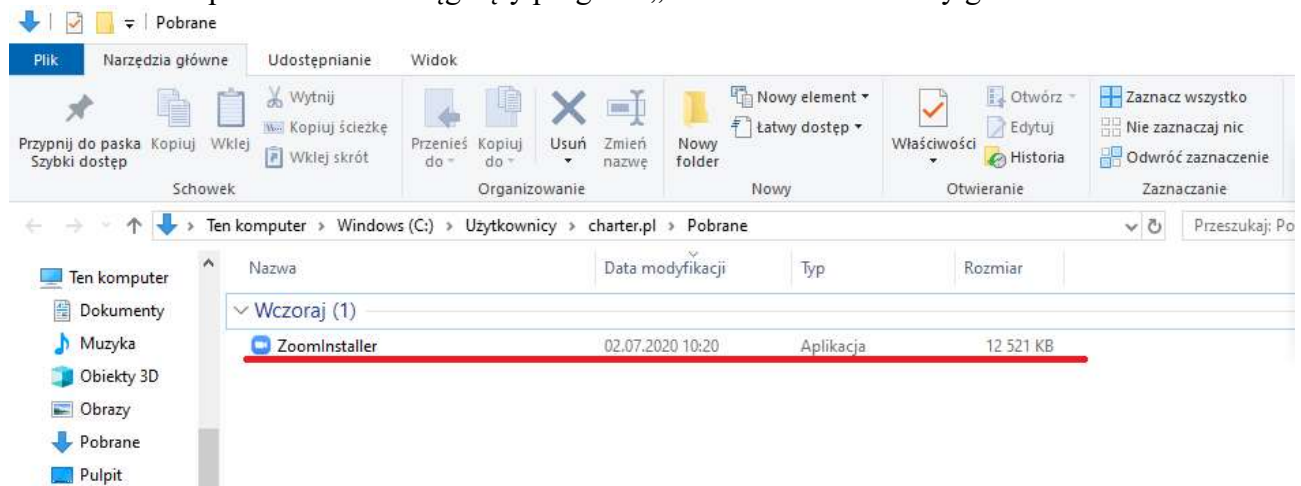 Pobrane
Plik Narzędzia główne Udostępnianie Widok
Przypnij do paska Szybki dostęp
Kopiuj
Wklej
Wytnij
Kopiuj ścieżkę
Wklej skrót
Schowek
Przenieś do
Kopiuj do
Usuń
Zmień nazwę
Organizowanie
Nowy folder
Nowy element
Łatwy dostęp
Nowy
Właściwości
Otwórz
Edytuj
Historia
Otwieranie
Zaznacz wszystko
Nie zaznaczaj nic
Odwróć zaznaczenie
Zaznaczanie
Ten komputer > Windows (C:) > Użytkownicy > charter.pl > Pobrane
Przeszukaj: Po
Ten komputer
Dokumenty
Muzyka
Obiekty 3D
Obrazy
Pobrane
Pulpit
Nazwa Data modyfikacji Typ Rozmiar
Wczoraj (1)
ZoomInstaller 02.07.2020 10:20 Aplikacja 12 521 KB